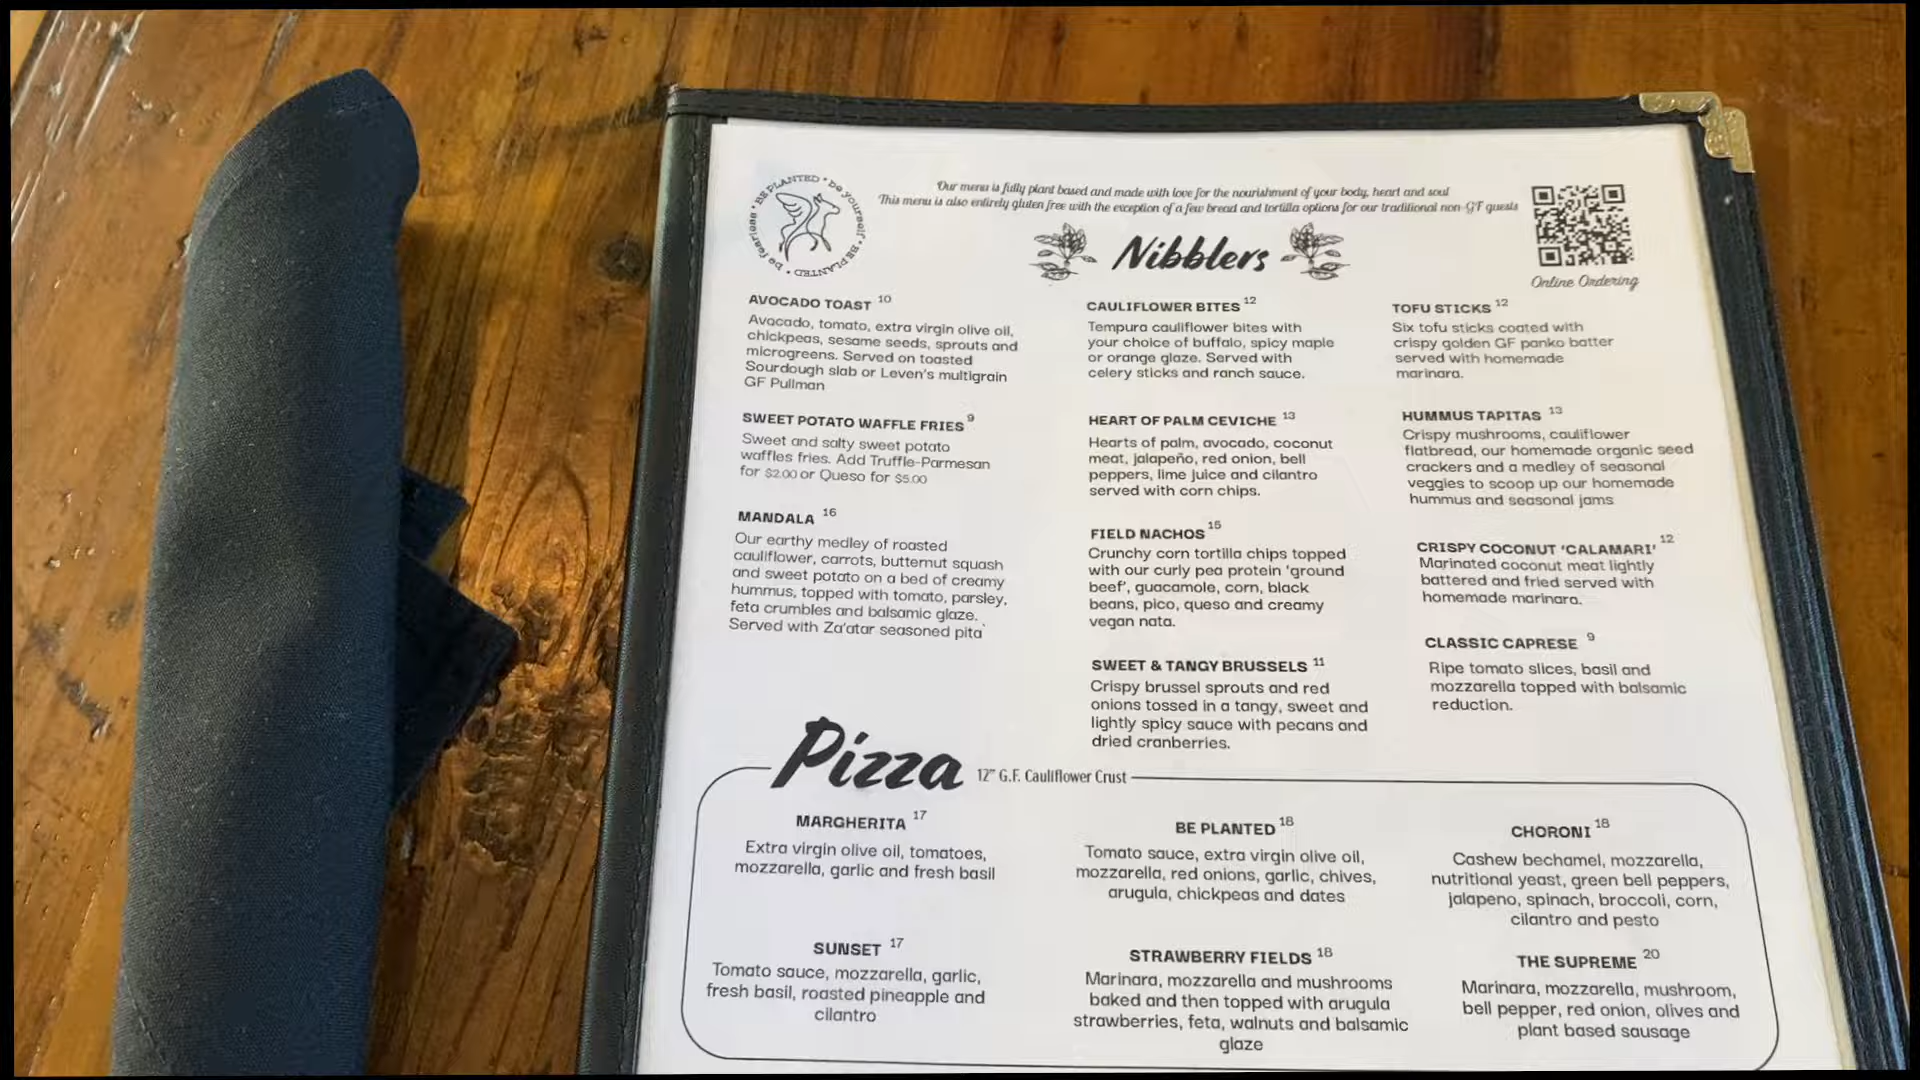 BE PLANTED • be yourself • BE PLANTED • be fearless •
Our menu is fully plant based and made with love for the nourishment of your body, heart and soul
This menu is also entirely gluten free with the exception of a few bread and tortilla options for our traditional non-GF guests
Online Ordering
Nibblers
AVOCADO TOAST 10
Avocado, tomato, extra virgin olive oil,
chickpeas, sesame seeds, sprouts and
microgreens. Served on toasted
Sourdough slab or Leven's multigrain
GF Pullman
SWEET POTATO WAFFLE FRIES 9
Sweet and salty sweet potato
waffles fries. Add Truffle-Parmesan
for $2.00 or Queso for $5.00
MANDALA 16
Our earthy medley of roasted
cauliflower, carrots, butternut squash
and sweet potato on a bed of creamy
hummus, topped with tomato, parsley,
feta crumbles and balsamic glaze.
Served with Za'atar seasoned pita
CAULIFLOWER BITES 12
Tempura cauliflower bites with
your choice of buffalo, spicy maple
or orange glaze. Served with
celery sticks and ranch sauce.
HEART OF PALM CEVICHE 13
Hearts of palm, avocado, coconut
meat, jalapeño, red onion, bell
peppers, lime juice and cilantro
served with corn chips.
FIELD NACHOS 15
Crunchy corn tortilla chips topped
with our curly pea protein 'ground
beef', guacamole, corn, black
beans, pico, queso and creamy
vegan nata.
SWEET & TANGY BRUSSELS 11
Crispy brussel sprouts and red
onions tossed in a tangy, sweet and
lightly spicy sauce with pecans and
dried cranberries.
TOFU STICKS 12
Six tofu sticks coated with
crispy golden GF panko batter
served with homemade
marinara.
HUMMUS TAPITAS 13
Crispy mushrooms, cauliflower
flatbread, our homemade organic seed
crackers and a medley of seasonal
veggies to scoop up our homemade
hummus and seasonal jams
CRISPY COCONUT 'CALAMARI' 12
Marinated coconut meat lightly
battered and fried served with
homemade marinara.
CLASSIC CAPRESE 9
Ripe tomato slices, basil and
mozzarella topped with balsamic
reduction.
Pizza 12" G.F. Cauliflower Crust
MARGHERITA 17
Extra virgin olive oil, tomatoes,
mozzarella, garlic and fresh basil
BE PLANTED 18
Tomato sauce, extra virgin olive oil,
mozzarella, red onions, garlic, chives,
arugula, chickpeas and dates
CHORONI 18
Cashew bechamel, mozzarella,
nutritional yeast, green bell peppers,
jalapeno, spinach, broccoli, corn,
cilantro and pesto
SUNSET 17
Tomato sauce, mozzarella, garlic,
fresh basil, roasted pineapple and
cilantro
STRAWBERRY FIELDS 18
Marinara, mozzarella and mushrooms
baked and then topped with arugula
strawberries, feta, walnuts and balsamic
glaze
THE SUPREME 20
Marinara, mozzarella, mushroom,
bell pepper, red onion, olives and
plant based sausage